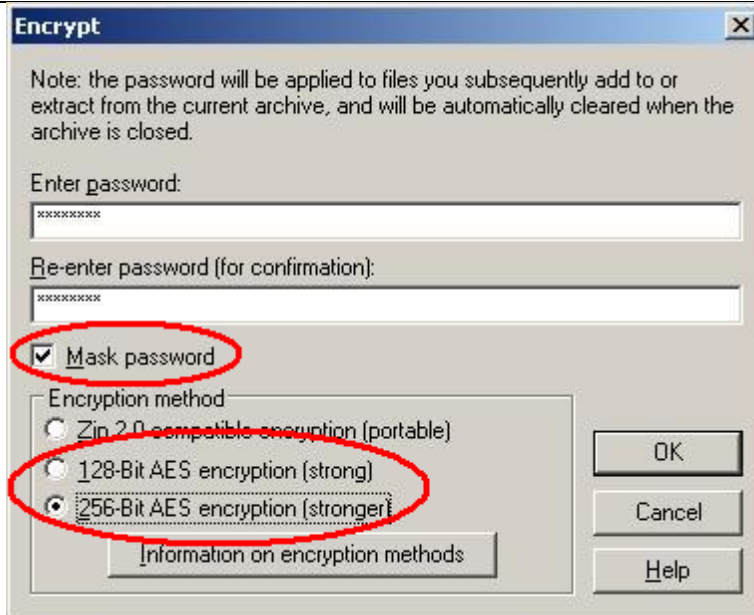 Encrypt
Note: the password will be applied to files you subsequently add to or
extract from the current archive, and will be automatically cleared when the
archive is closed.
Enter password:
××××××××
Re-enter password (for confirmation):
××××××××
Mask password
Encryption method
Zip 2.0 compatible encryption (portable)
128-Bit AES encryption (strong)
256-Bit AES encryption (stronger)
Information on encryption methods
OK
Cancel
Help